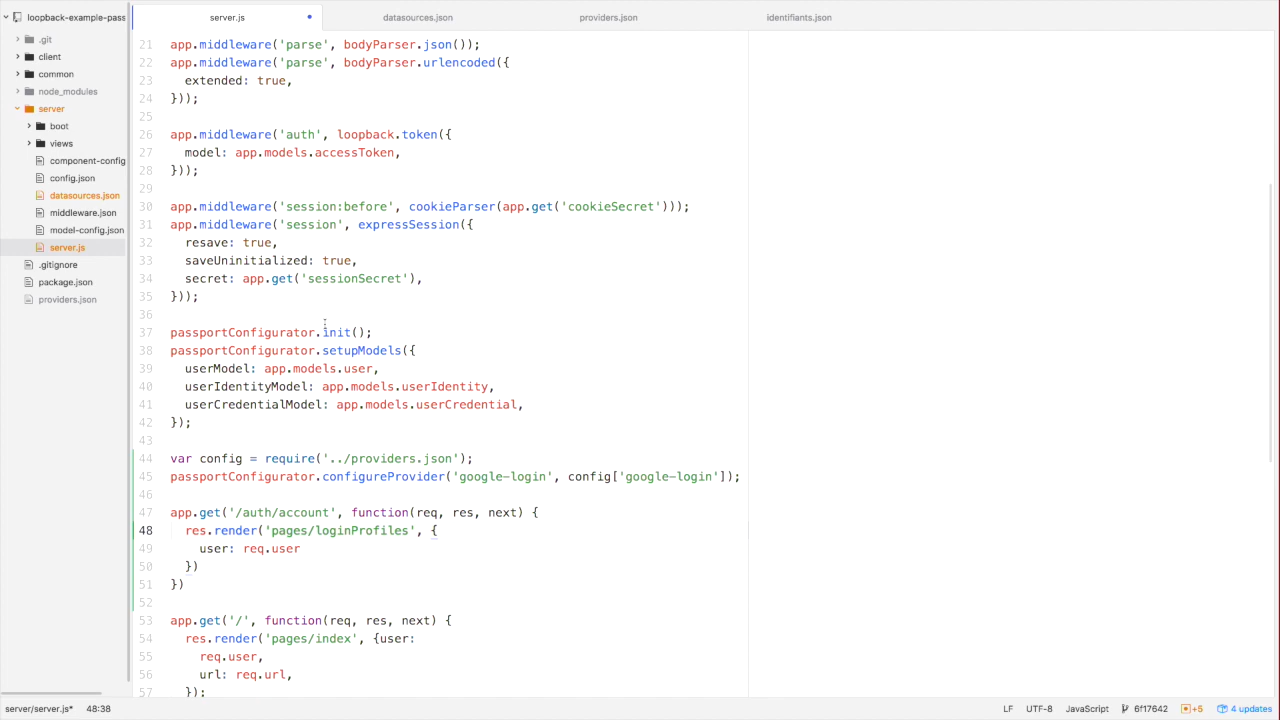 loopback-example-pass
server.js
datasources.json
providers.json
identifiants.json
.git
client
common
node_modules
server
boot
views
component-config
config.json
datasources.json
middleware.json
model-config.json
server.js
.gitignore
package.json
providers.json
21 app.middleware('parse', bodyParser.json());
22 app.middleware('parse', bodyParser.urlencoded({
23 extended: true,
24 }));
25
26 app.middleware('auth', loopback.token({
27 model: app.models.accessToken,
28 }));
29
30 app.middleware('session:before', cookieParser(app.get('cookieSecret')));
31 app.middleware('session', expressSession({
32 resave: true,
33 saveUninitialized: true,
34 secret: app.get('sessionSecret'),
35 }));
36
37 passportConfigurator.init();
38 passportConfigurator.setupModels({
39 userModel: app.models.user,
40 userIdentityModel: app.models.userIdentity,
41 userCredentialModel: app.models.userCredential,
42 });
43
44 var config = require('../providers.json');
45 passportConfigurator.configureProvider('google-login', config['google-login']);
46
47 app.get('/auth/account', function(req, res, next) {
48 res.render('pages/loginProfiles', {
49 user: req.user
50 })
51 })
52
53 app.get('/', function(req, res, next) {
54 res.render('pages/index', {user:
55 req.user,
56 url: req.url,
57 });
server/server.js* 48:38
LF UTF-8 JavaScript 6f17642 +5 4 updates